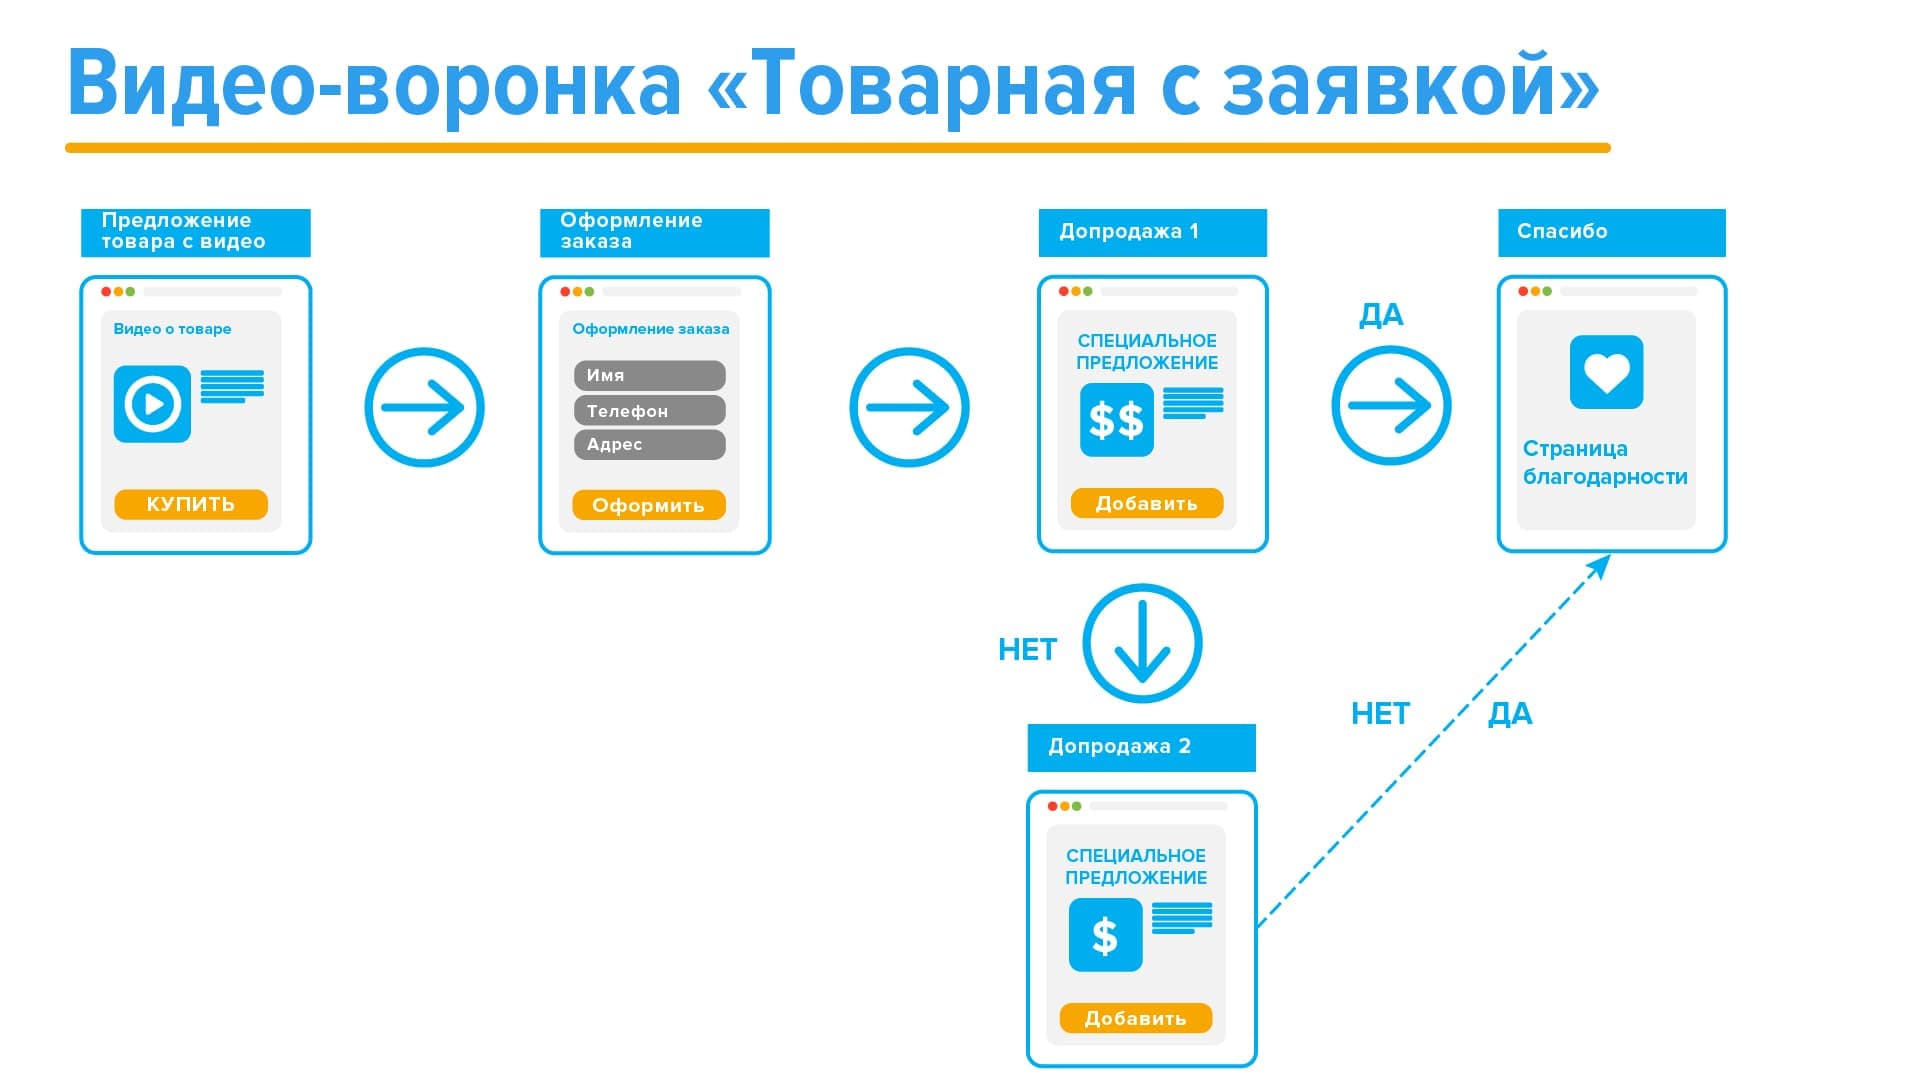 Видео-воронка «Товарная с заявкой»
Предложение
товара с видео
Видео о товаре
КУПИТЬ
Оформление
заказа
Оформление заказа
Имя
Телефон
Адрес
Оформить
Допродажа 1
СПЕЦИАЛЬНОЕ
ПРЕДЛОЖЕНИЕ
$$
Добавить
ДА
Спасибо
Страница
благодарности
НЕТ
НЕТ ДА
Допродажа 2
СПЕЦИАЛЬНОЕ
ПРЕДЛОЖЕНИЕ
$
Добавить